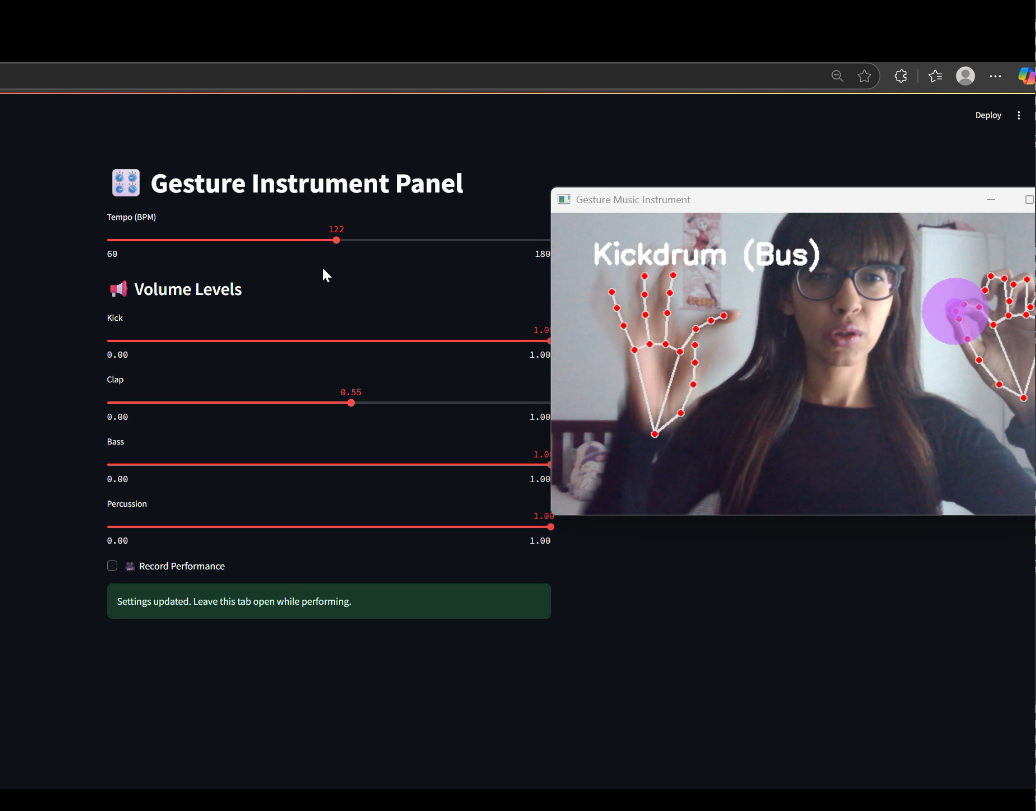 Deploy
Gesture Instrument Panel
Tempo (BPM)
122
60
180
Volume Levels
Kick
1.00
0.00
1.00
Clap
0.55
0.00
1.00
Bass
1.00
0.00
1.00
Percussion
1.00
0.00
1.00
Record Performance
Settings updated. Leave this tab open while performing.
Gesture Music Instrument
Kickdrum (Bus)